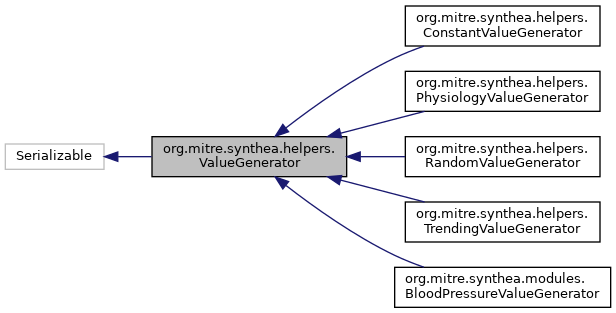 org.mitre.synthea.helpers.
ConstantValueGenerator
org.mitre.synthea.helpers.
PhysiologyValueGenerator
Serializable
org.mitre.synthea.helpers.
ValueGenerator
org.mitre.synthea.helpers.
RandomValueGenerator
org.mitre.synthea.helpers.
TrendingValueGenerator
org.mitre.synthea.modules.
BloodPressureValueGenerator